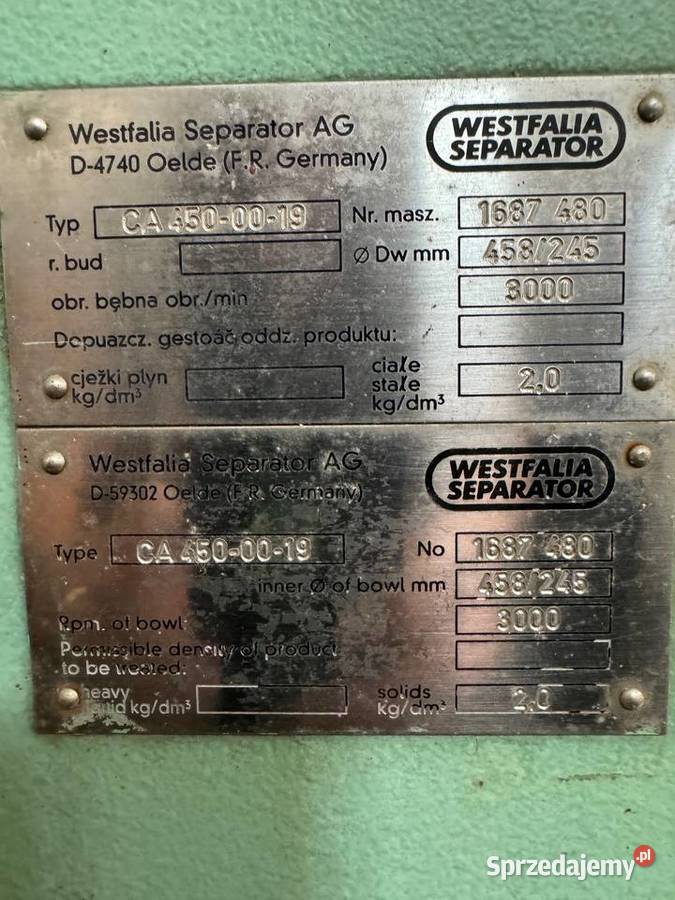 Westfalia Separator AG
D-4740 Oelde (F.R. Germany)
WESTFALIA
SEPARATOR
Typ CA 450-00-19 Nr. masz. 1687 480
r. bud Ø Dw mm 458/245
obr. bębna obr./min 3000
Dopuazcz. gestoáč oddz. produktu:
cježki plyn
kg/dm³
ciałe
stałe
kg/dm³
2,0
Westfalia Separator AG
D-59302 Oelde (F.R. Germany)
WESTFALIA
SEPARATOR
Type CA 450-00-19 No 1687 480
inner Ø of bowl mm 458/245
Rpm. of bowl: 3000
Permissible density of product
to be treated:
heavy
liquid kg/dm³
solids
kg/dm³
2,0
Sprzedajemy.pl